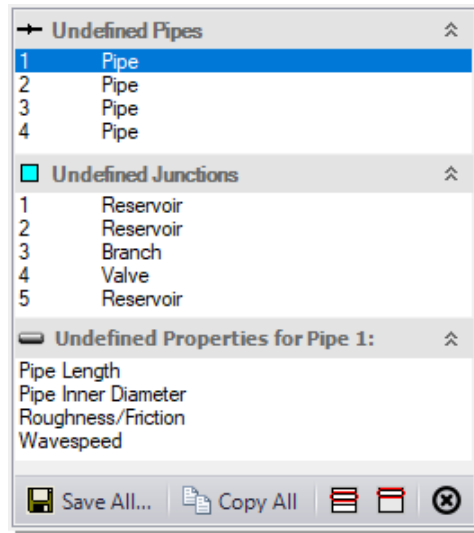 Undefined Pipes
1 Pipe
2 Pipe
3 Pipe
4 Pipe
Undefined Junctions
1 Reservoir
2 Reservoir
3 Branch
4 Valve
5 Reservoir
Undefined Properties for Pipe 1:
Pipe Length
Pipe Inner Diameter
Roughness/Friction
Wavespeed
Save All... Copy All